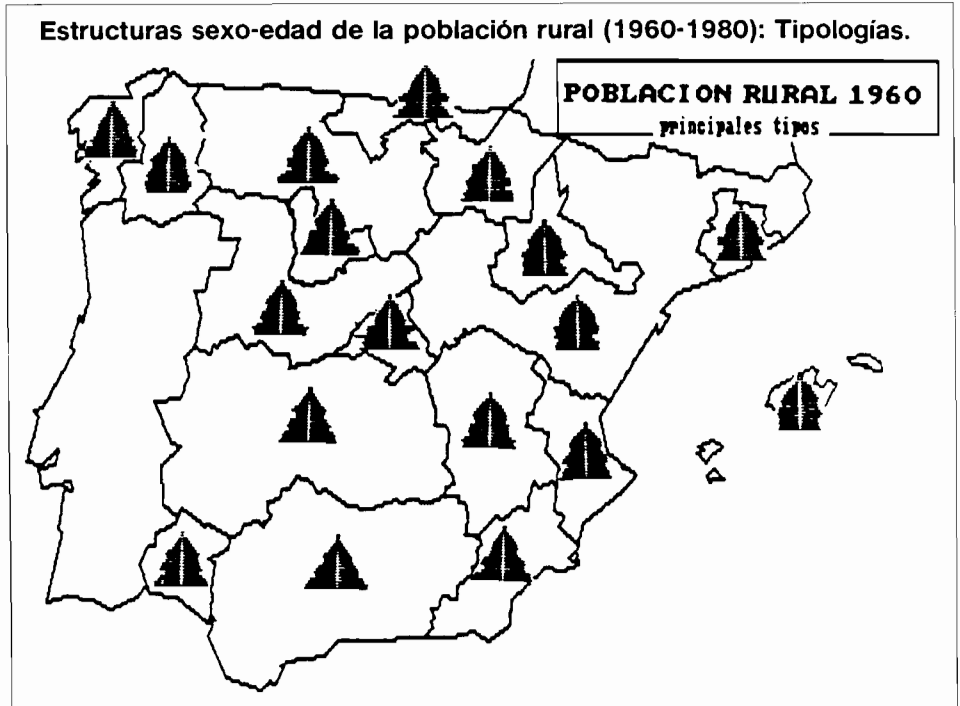 Estructuras sexo-edad de la población rural (1960-1980): Tipologías.
POBLACION RURAL 1960
principales tipos